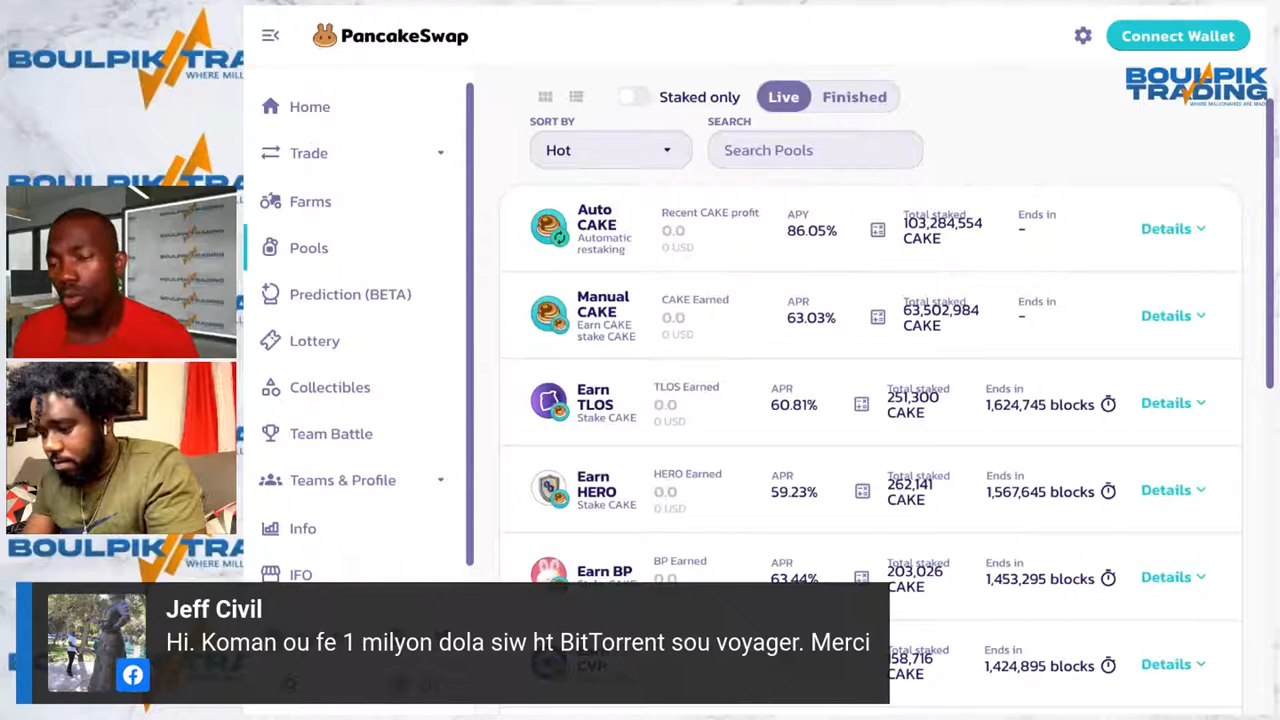 BOULPIK TRA
WHERE MILL
PancakeSwap
Connect Wallet
BOULPIK
TRADING
WHERE MILLIONAIRES ARE MADE
Home
Trade
Farms
Pools
Prediction (BETA)
Lottery
Collectibles
Team Battle
Teams & Profile
Info
IFO
Staked only
Live
Finished
SORT BY
Hot
SEARCH
Search Pools
Auto
CAKE
Automatic
restaking
Recent CAKE profit
0.0
0 USD
APY
86.05%
Total staked
103,284,554
CAKE
Ends in
-
Details
Manual
CAKE
Earn CAKE
stake CAKE
CAKE Earned
0.0
0 USD
APR
63.03%
Total staked
63,502,984
CAKE
Ends in
-
Details
Earn
TLOS
Stake CAKE
TLOS Earned
0.0
0 USD
APR
60.81%
Total staked
251,300
CAKE
Ends in
1,624,745 blocks
Details
Earn
HERO
Stake CAKE
HERO Earned
0.0
0 USD
APR
59.23%
Total staked
262,141
CAKE
Ends in
1,567,645 blocks
Details
Earn BP
BP Earned
APR
63.44%
Total staked
203,026
CAKE
Ends in
1,453,295 blocks
Details
58,716
CAKE
Ends in
1,424,895 blocks
Details
Jeff Civil
Hi. Koman ou fe 1 milyon dola siw ht BitTorrent sou voyager. Merci
BOULPIK TRA
WHERE MILL